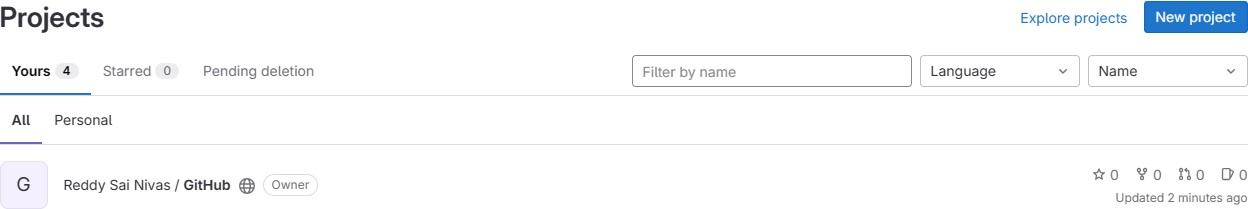 Projects
Explore projects New project
Yours 4 Starred 0 Pending deletion Filter by name Language Name
All Personal
G Reddy Sai Nivas / GitHub Owner 0 0 0 0
Updated 2 minutes ago